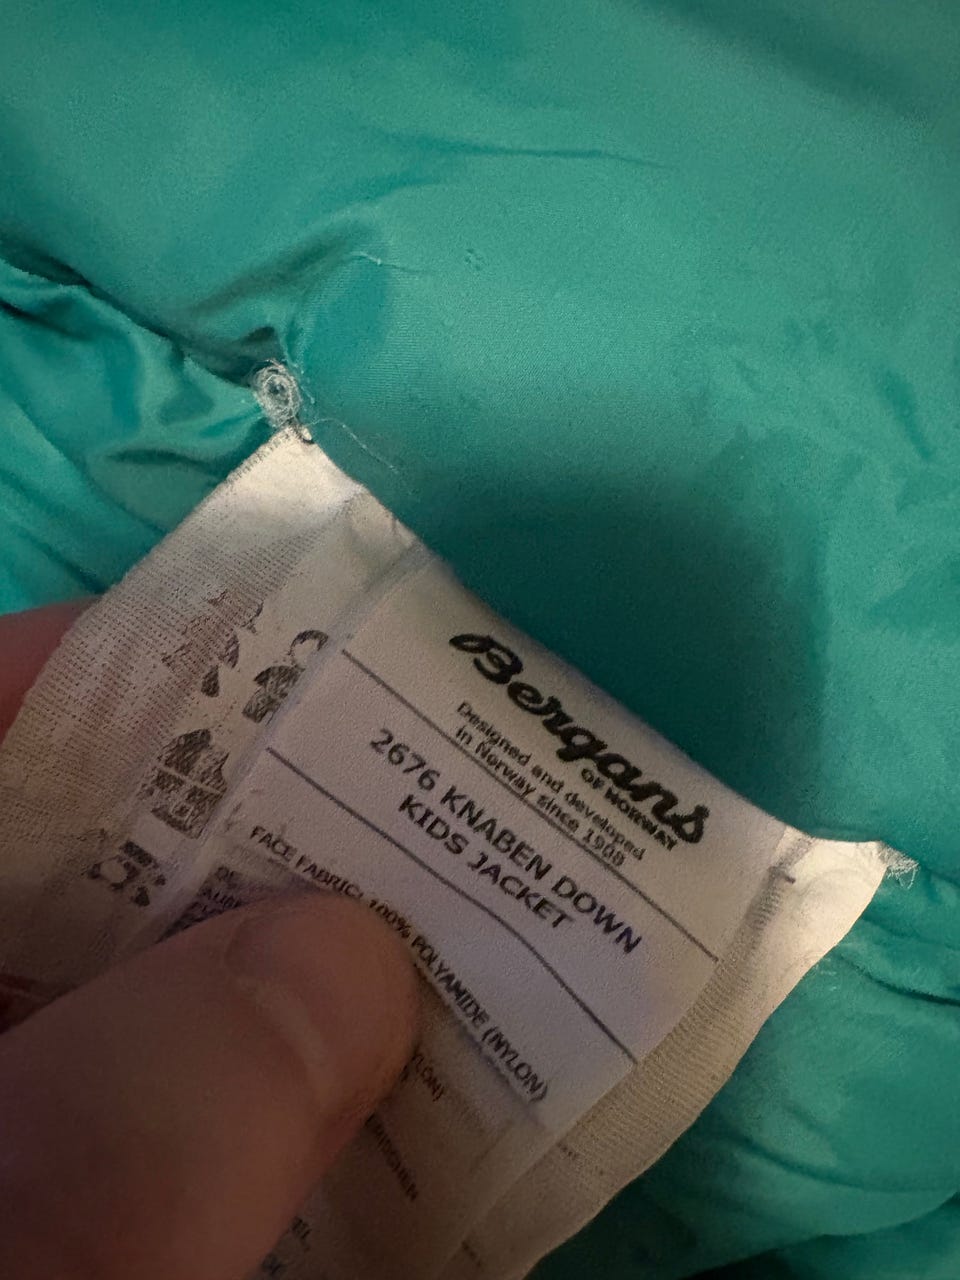 Bergans
OF NORWAY
Designed and developed
in Norway since 1908
2676 KNABEN DOWN
KIDS JACKET
FACE FABRIC: 100% POLYAMIDE (NYLON)